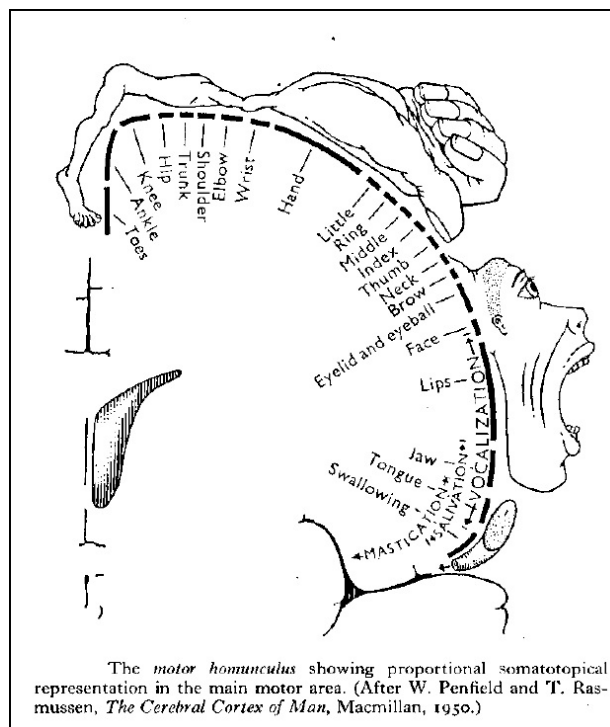 Toes
Ankle
Knee
Hip
Trunk
Shoulder
Elbow
Wrist
Hand
Little
Ring
Middle
Index
Thumb
Neck
Brow
Eyelid and eyeball
Face
Lips
VOCALIZATION
Jaw
Tongue
Swallowing
SALIVATION
MASTICATION
The motor homunculus showing proportional somatotopical
representation in the main motor area. (After W. Penfield and T. Ras-
mussen, The Cerebral Cortex of Man, Macmillan, 1950.)